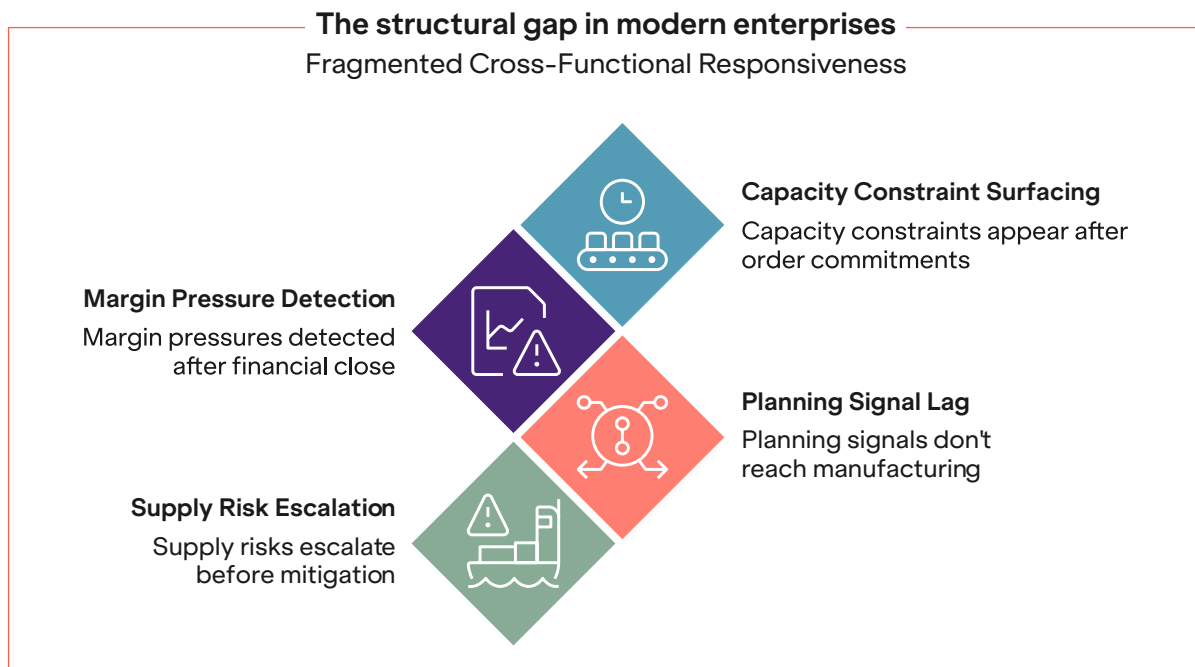 The structural gap in modern enterprises
Fragmented Cross-Functional Responsiveness
Capacity Constraint Surfacing
Capacity constraints appear after
order commitments
Margin Pressure Detection
Margin pressures detected
after financial close
Planning Signal Lag
Planning signals don't
reach manufacturing
Supply Risk Escalation
Supply risks escalate
before mitigation